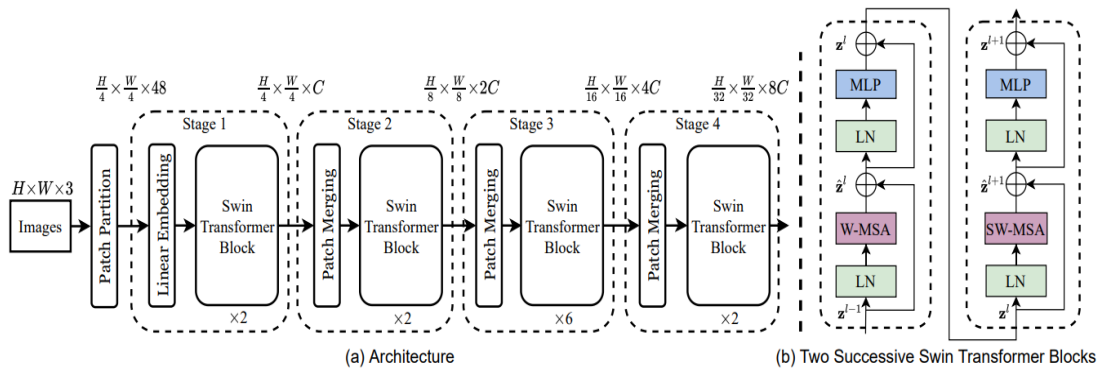 H×W×3
Images
Patch Partition
H/4 × W/4 × 48
Stage 1
Linear Embedding
Swin
Transformer
Block
×2
H/4 × W/4 × C
Stage 2
Patch Merging
Swin
Transformer
Block
×2
H/8 × W/8 × 2C
Stage 3
Patch Merging
Swin
Transformer
Block
×6
H/16 × W/16 × 4C
Stage 4
Patch Merging
Swin
Transformer
Block
×2
H/32 × W/32 × 8C
(a) Architecture
z^l
MLP
LN
ẑ^l
W-MSA
LN
z^{l-1}
z^{l+1}
MLP
LN
ẑ^{l+1}
SW-MSA
LN
z^l
(b) Two Successive Swin Transformer Blocks